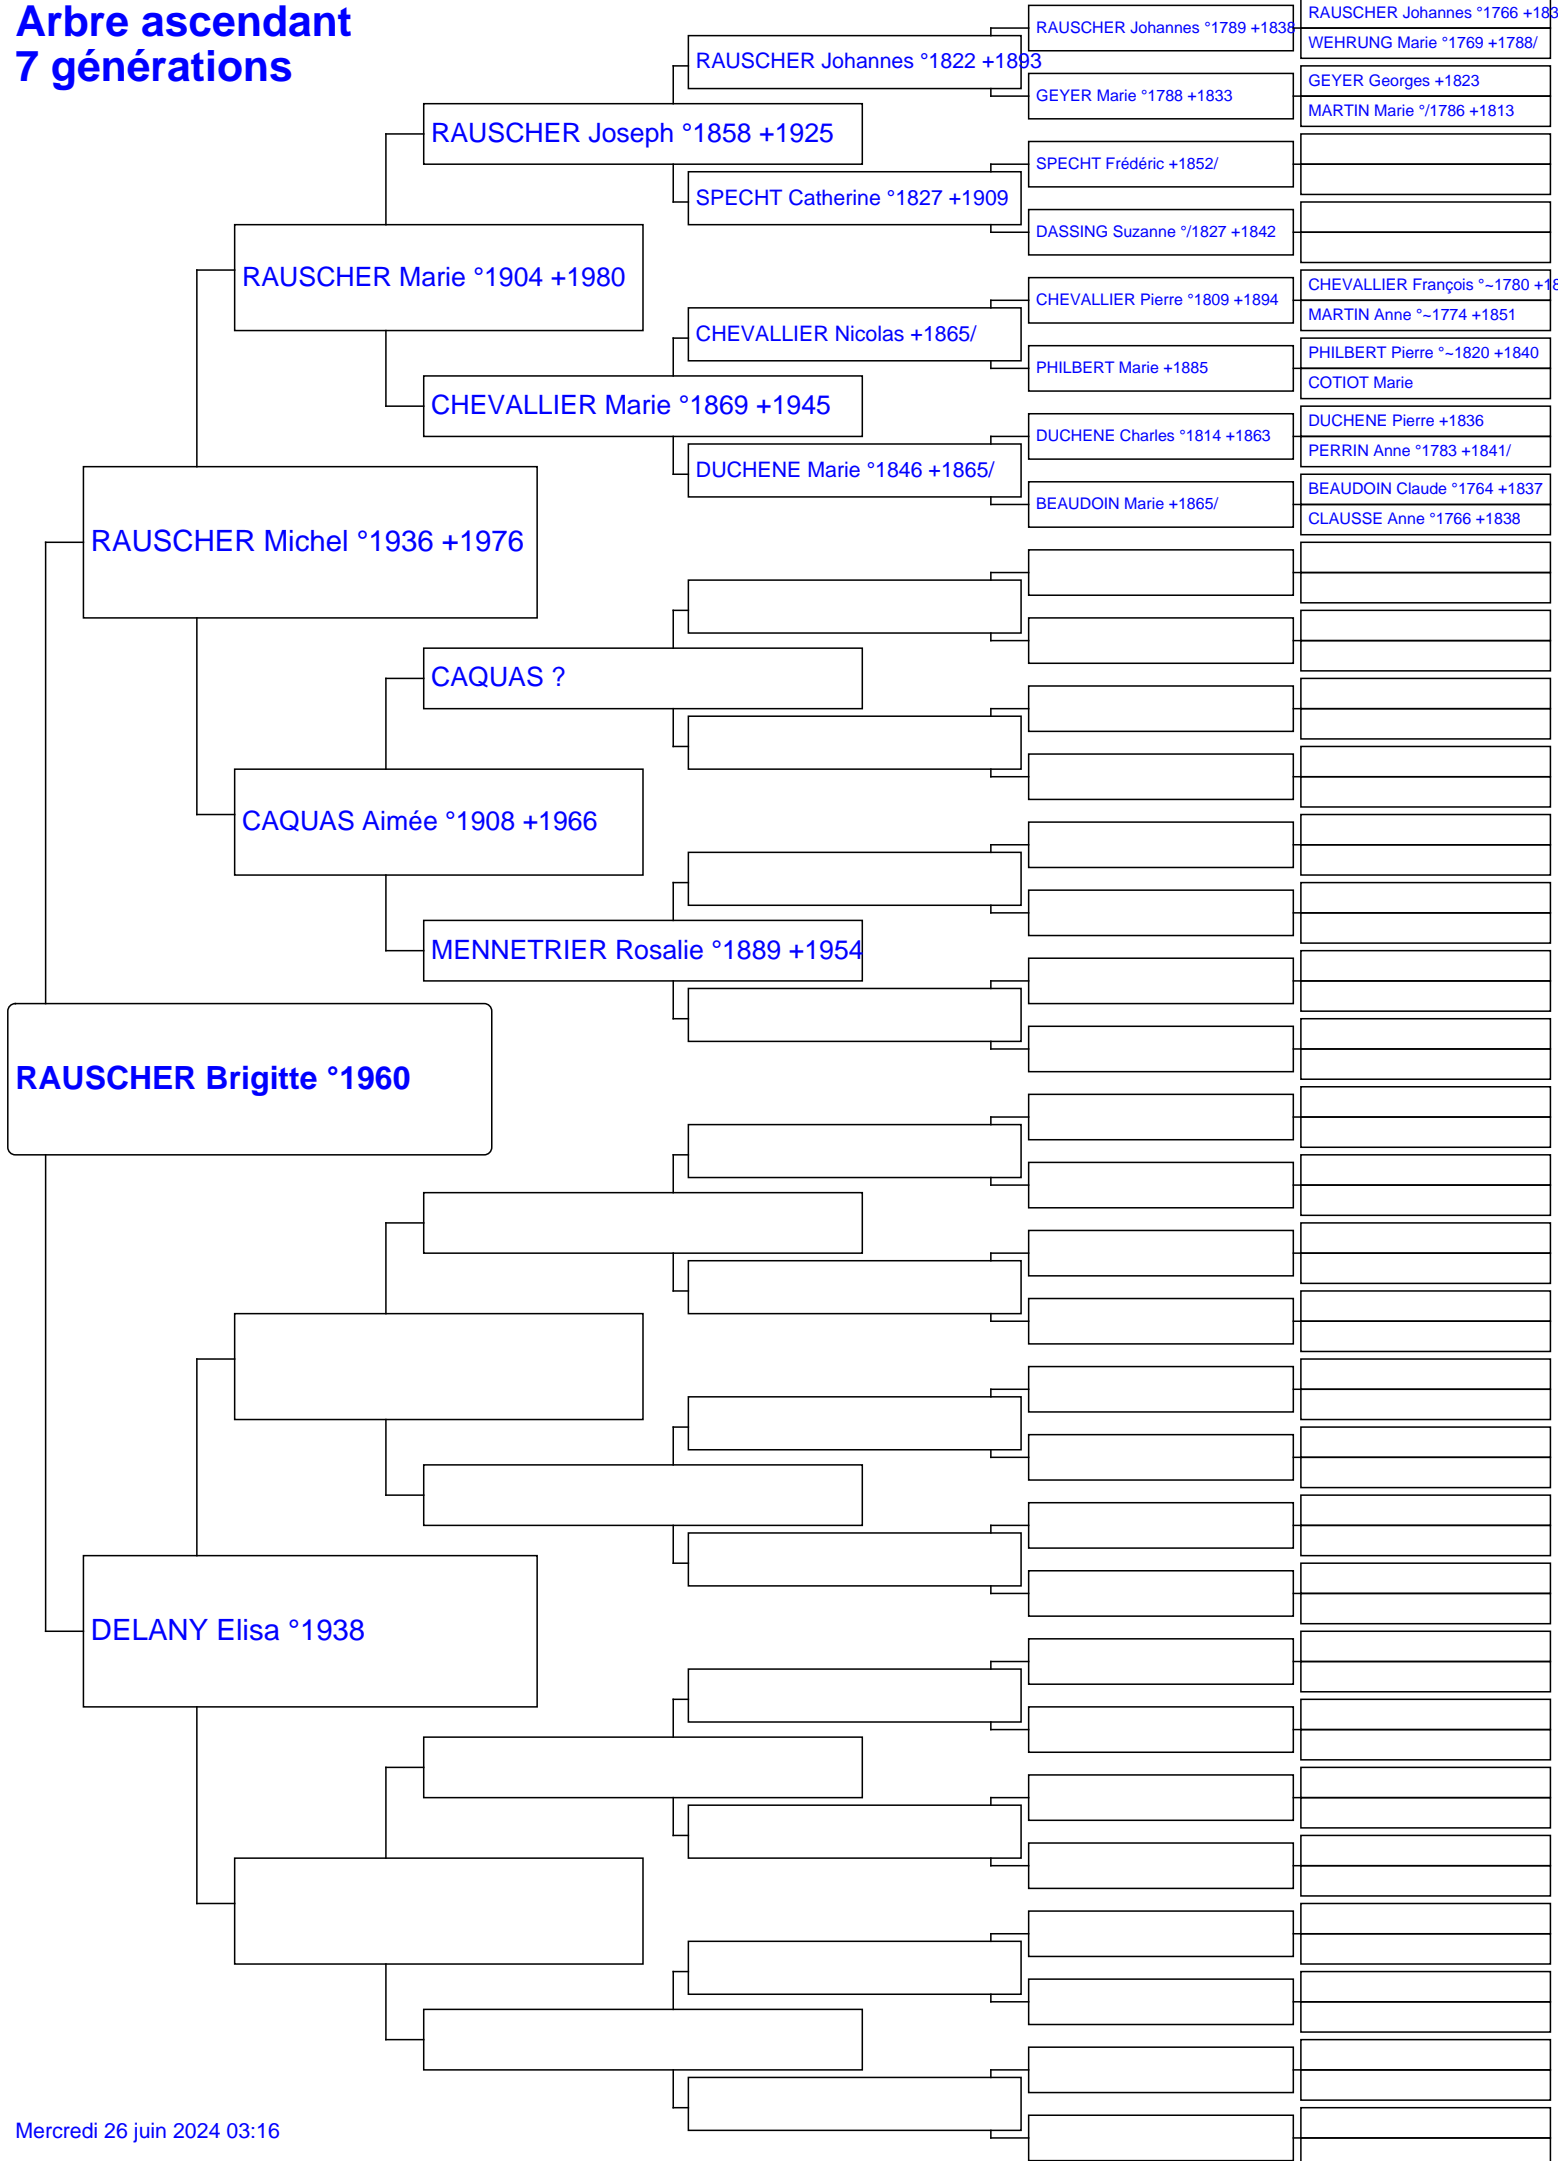 Arbre ascendant
7 générations
RAUSCHER Johannes °1766 +183
RAUSCHER Johannes °1789 +1838
WEHRUNG Marie °1769 +1788/
RAUSCHER Johannes °1822 +1893
GEYER Georges +1823
GEYER Marie °1788 +1833
MARTIN Marie °/1786 +1813
RAUSCHER Joseph °1858 +1925
SPECHT Frédéric +1852/
SPECHT Catherine °1827 +1909
DASSING Suzanne °/1827 +1842
RAUSCHER Marie °1904 +1980
CHEVALLIER François °~1780 +18
CHEVALLIER Pierre °1809 +1894
MARTIN Anne °~1774 +1851
CHEVALLIER Nicolas +1865/
PHILBERT Pierre °~1820 +1840
PHILBERT Marie +1885
COTIOT Marie
CHEVALLIER Marie °1869 +1945
DUCHENE Pierre +1836
DUCHENE Charles °1814 +1863
PERRIN Anne °1783 +1841/
DUCHENE Marie °1846 +1865/
BEAUDOIN Claude °1764 +1837
BEAUDOIN Marie +1865/
CLAUSSE Anne °1766 +1838
RAUSCHER Michel °1936 +1976
CAQUAS ?
CAQUAS Aimée °1908 +1966
MENNETRIER Rosalie °1889 +1954
RAUSCHER Brigitte °1960
DELANY Elisa °1938
Mercredi 26 juin 2024 03:16